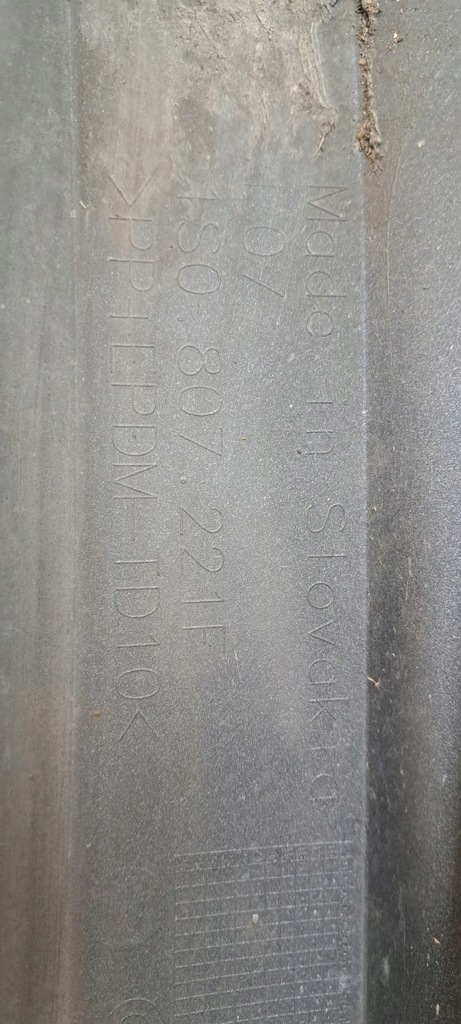 Made in Slovakia
07
1S0.807.221F
>PP+EPDM-TD10<